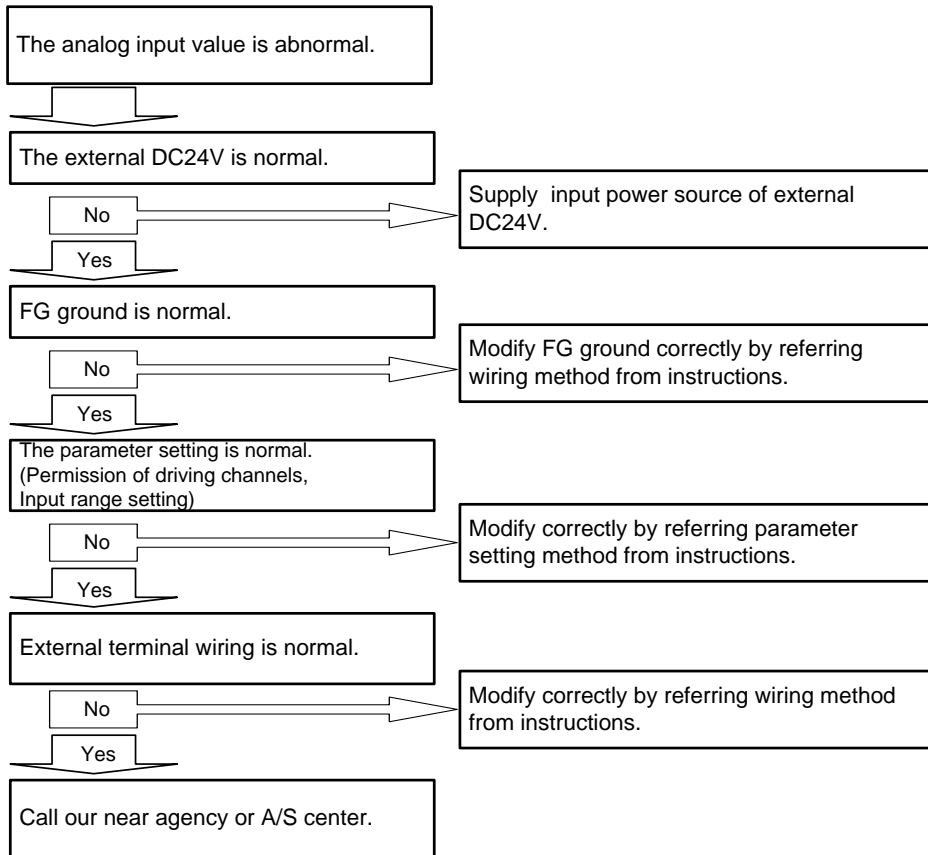 The analog input value is abnormal.
The external DC24V is normal.
No
Supply input power source of external
DC24V.
Yes
FG ground is normal.
No
Modify FG ground correctly by referring
wiring method from instructions.
Yes
The parameter setting is normal.
(Permission of driving channels,
Input range setting)
No
Modify correctly by referring parameter
setting method from instructions.
Yes
External terminal wiring is normal.
No
Modify correctly by referring wiring method
from instructions.
Yes
Call our near agency or A/S center.